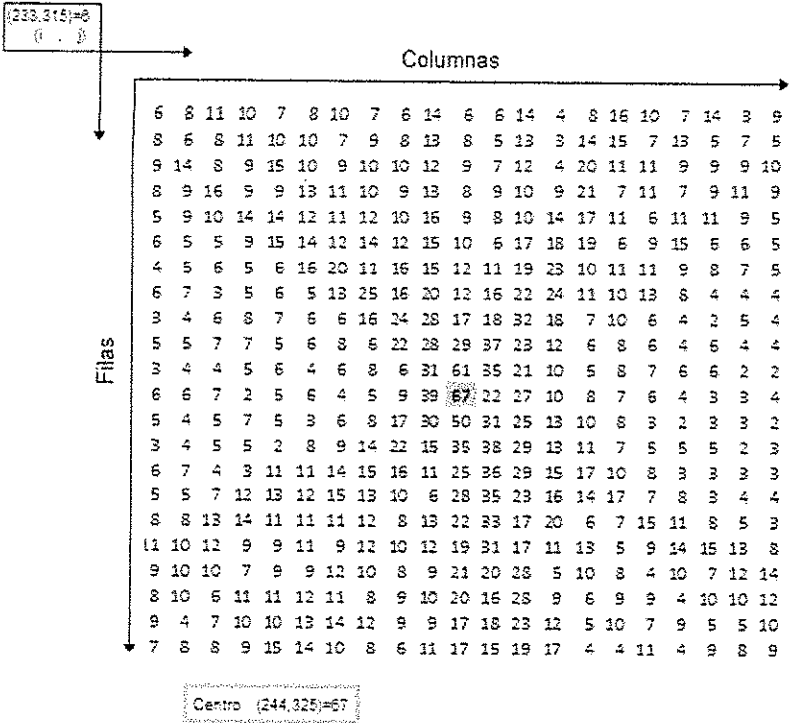 (233,315)=6
( . )
Columnas
Filas
6 8 11 10 7 8 10 7 6 14 6 6 14 4 8 16 10 7 14 3 9
8 6 8 11 10 10 7 9 8 13 8 5 13 3 14 15 7 13 5 7 5
9 14 8 9 15 10 9 10 10 12 9 7 12 4 20 11 11 9 9 9 10
8 9 16 9 9 13 11 10 9 13 8 9 10 9 21 7 11 7 9 11 9
5 9 10 14 14 12 11 12 10 16 9 8 10 14 17 11 6 11 11 9 5
6 5 5 9 15 14 12 14 12 15 10 6 17 18 19 6 9 15 6 6 5
4 5 6 5 6 16 20 11 16 15 12 11 19 23 10 11 11 9 8 7 5
6 7 3 5 6 5 13 25 16 20 12 16 22 24 11 10 13 8 4 4 4
3 4 6 8 7 6 6 16 24 28 17 18 32 18 7 10 6 4 2 5 4
5 5 7 7 5 6 8 6 22 28 29 37 23 12 6 8 6 4 6 4 4
3 4 4 5 6 4 6 8 6 31 61 35 21 10 5 8 7 6 6 2 2
6 6 7 2 5 6 4 5 9 39 67 22 27 10 8 7 6 4 3 3 4
5 4 5 7 5 3 6 8 17 30 50 31 25 13 10 8 3 2 3 3 2
3 4 5 5 2 8 9 14 22 15 35 38 29 13 11 7 5 5 5 2 3
6 7 4 3 11 11 14 15 16 11 25 36 29 15 17 10 8 3 3 3 3
5 5 7 12 13 12 15 13 10 6 28 35 23 16 14 17 7 8 3 4 4
8 8 13 14 11 11 11 12 8 13 22 33 17 20 6 7 15 11 8 5 3
11 10 12 9 9 11 9 12 10 12 19 31 17 11 13 5 9 14 15 13 8
9 10 10 7 9 9 12 10 8 9 21 20 28 5 10 8 4 10 7 12 14
8 10 6 11 11 12 11 8 9 10 20 16 28 9 6 9 9 4 10 10 12
9 4 7 10 10 13 14 12 9 9 17 18 23 12 5 10 7 9 5 5 10
7 8 8 9 15 14 10 8 6 11 17 15 19 17 4 4 11 4 9 8 9
Centro (244,325)=67